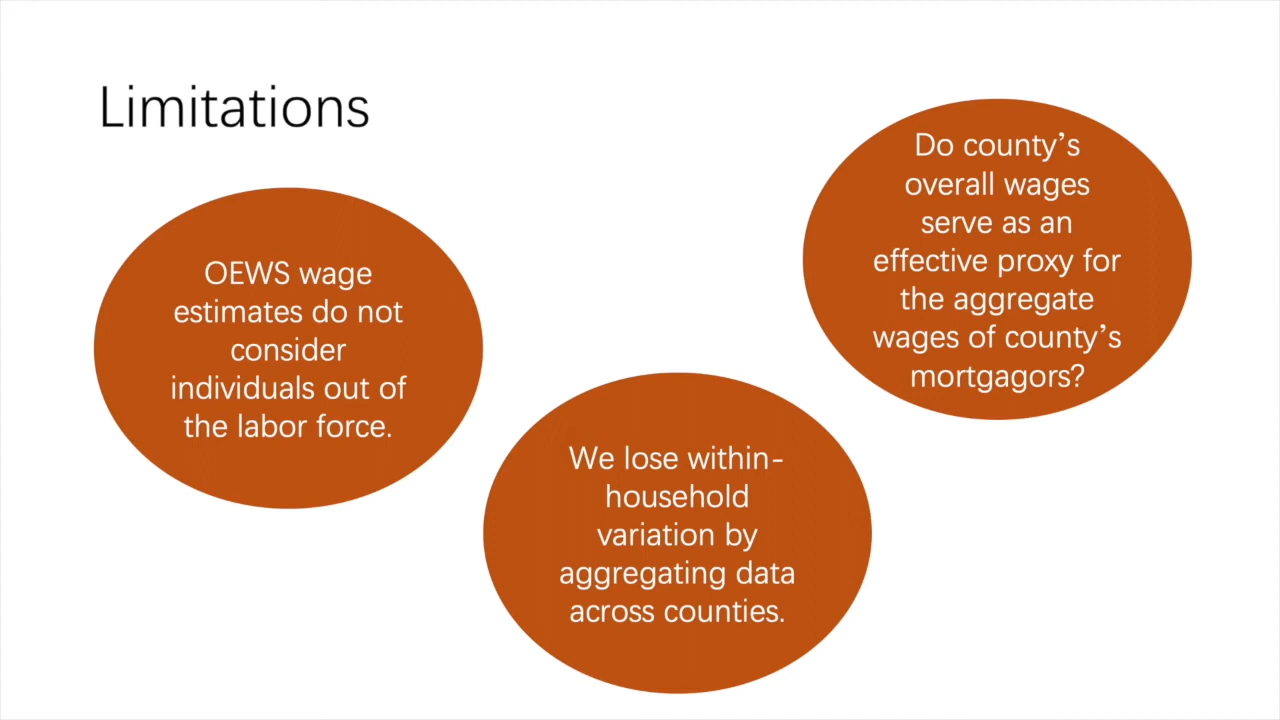 Limitations
OEWS wage
estimates do not
consider
individuals out of
the labor force.
We lose within-
household
variation by
aggregating data
across counties.
Do county’s
overall wages
serve as an
effective proxy for
the aggregate
wages of county’s
mortgagors?